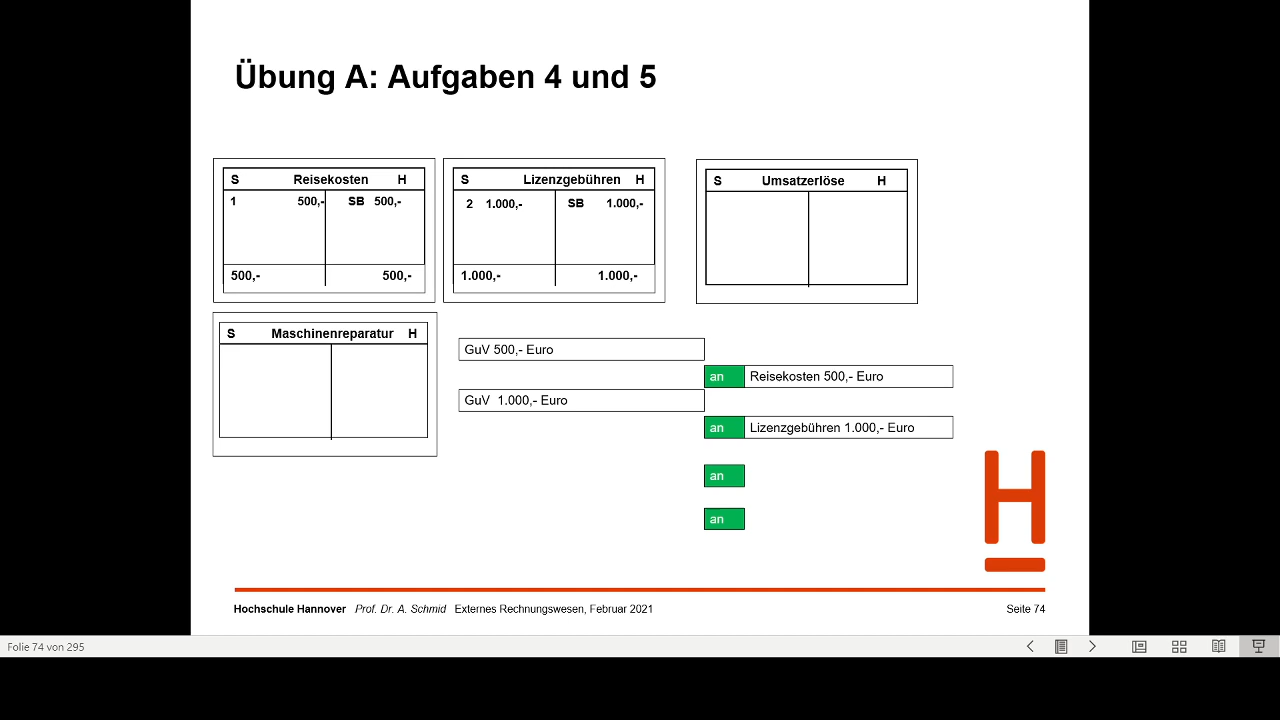 Übung A: Aufgaben 4 und 5
S Reisekosten H
1 500,- SB 500,-
500,- 500,-
S Lizenzgebühren H
2 1.000,- SB 1.000,-
1.000,- 1.000,-
S Umsatzerlöse H
S Maschinenreparatur H
GuV 500,- Euro
an Reisekosten 500,- Euro
GuV 1.000,- Euro
an Lizenzgebühren 1.000,- Euro
an
an
H
Hochschule Hannover Prof. Dr. A. Schmid Externes Rechnungswesen, Februar 2021 Seite 74
Folie 74 von 295